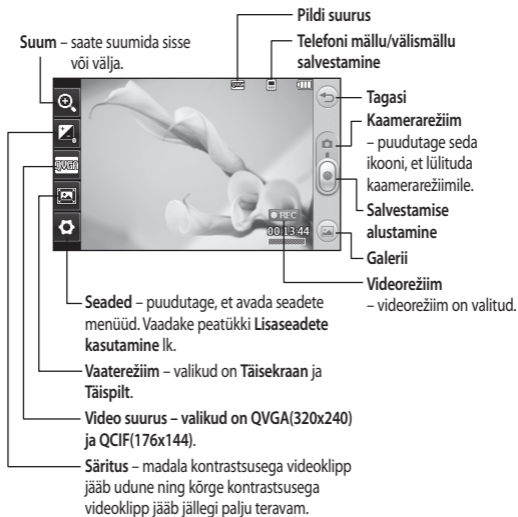 Pildi suurus
Suum – saate suumida sisse
või välja.
Telefoni mällu/välismällu
salvestamine
Tagasi
Kaamerarežiim
– puudutage seda
ikooni, et lülituda
kaamerarežiimile.
Salvestamise
alustamine
Galerii
Videorežiim
– videorežiim on valitud.
QVGA
REC
00:13:44
Seaded – puudutage, et avada seadete
menüüd. Vaadake peatükki Lisaseadete
kasutamine lk.
Vaaterežiim – valikud on Täisekraan ja
Täispilt.
Video suurus – valikud on QVGA(320x240)
ja QCIF(176x144).
Säritus – madala kontrastsusega videoklipp
jääb udune ning kõrge kontrastsusega
videoklipp jääb jällegi palju teravam.